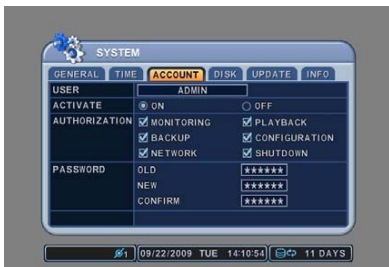 SYSTEM
GENERAL TIME ACCOUNT DISK UPDATE INFO
USER ADMIN
ACTIVATE ON OFF
AUTHORIZATION MONITORING PLAYBACK
BACKUP CONFIGURATION
NETWORK SHUTDOWN
PASSWORD OLD ******
NEW ******
CONFIRM ******
1 09/22/2009 TUE 14:10:54 11 DAYS